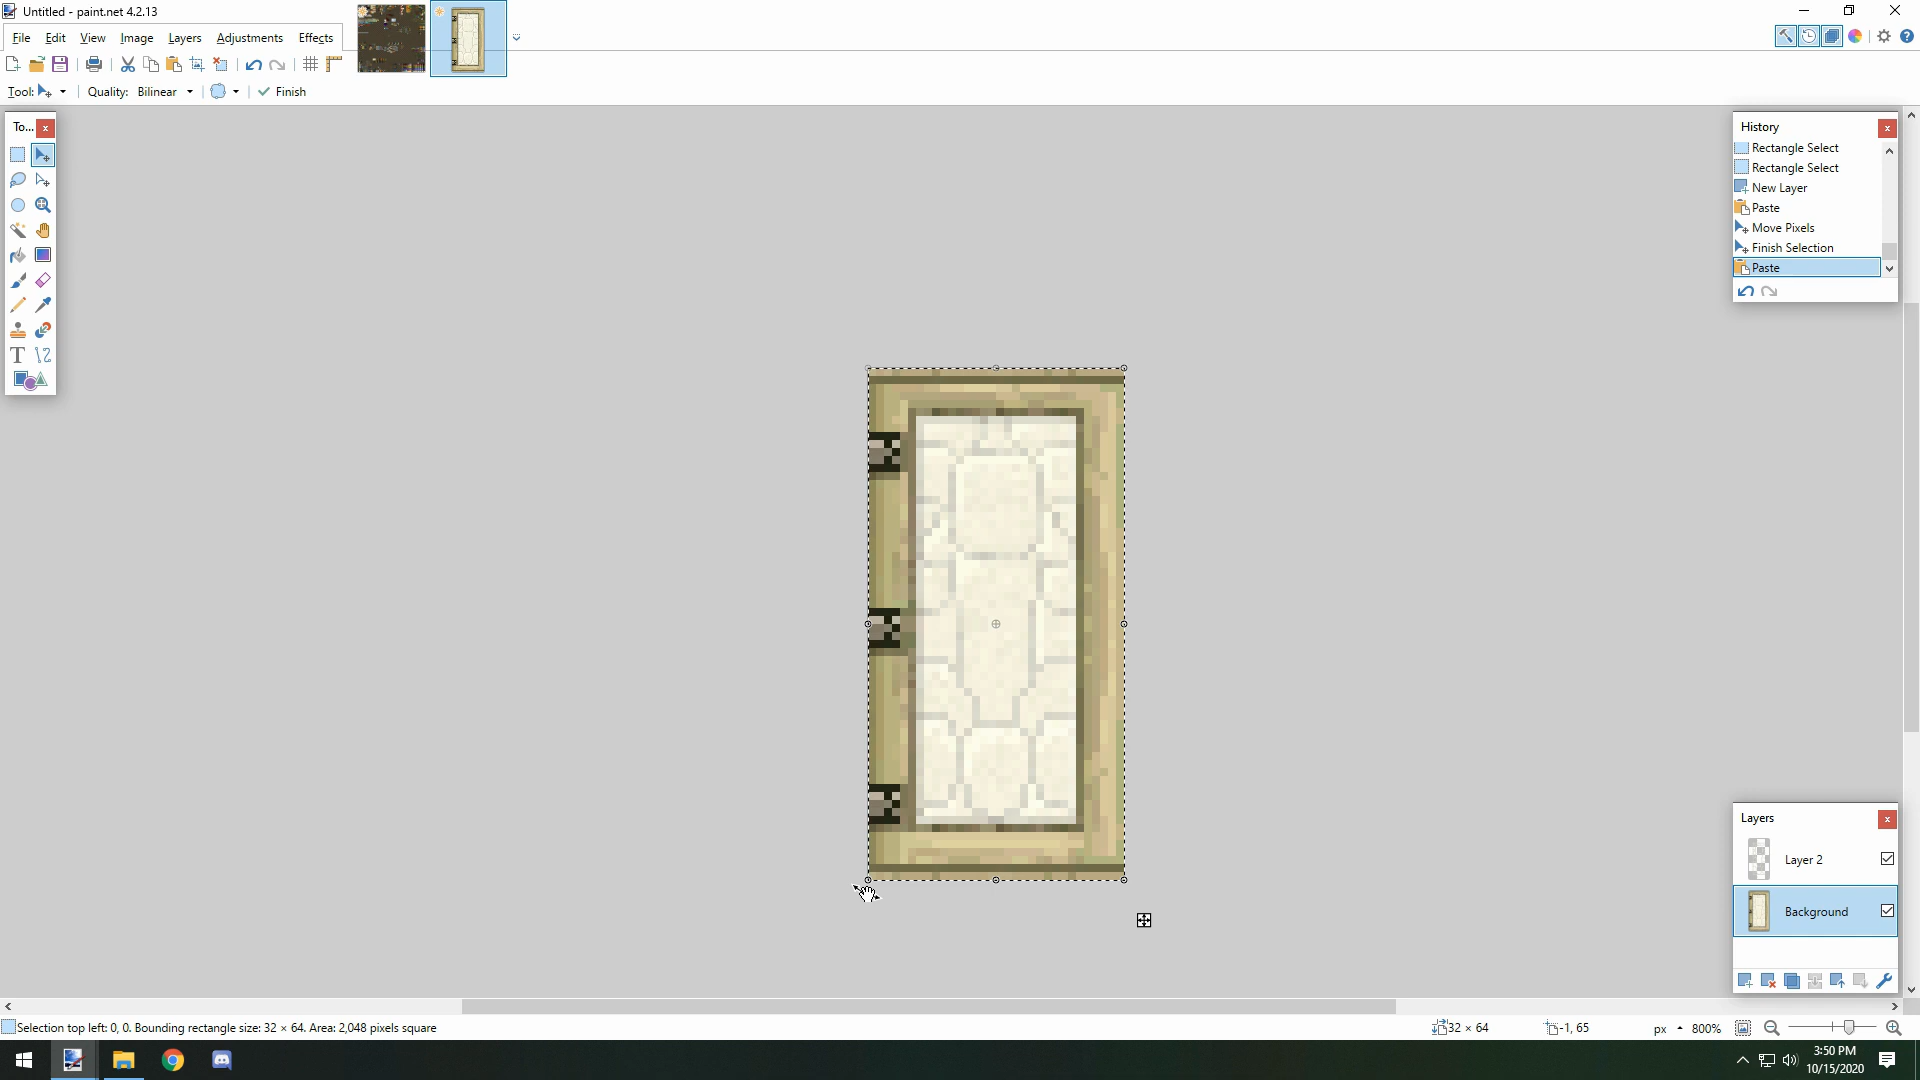 Untitled - paint.net 4.2.13
File Edit View Image Layers Adjustments Effects
Tool: Quality: Bilinear Finish
To...
History
Rectangle Select
Rectangle Select
New Layer
Paste
Move Pixels
Finish Selection
Paste
Layers
Layer 2
Background
Selection top left: 0, 0. Bounding rectangle size: 32 × 64. Area: 2,048 pixels square
32 × 64
-1, 65
px
800%
3:50 PM
10/15/2020